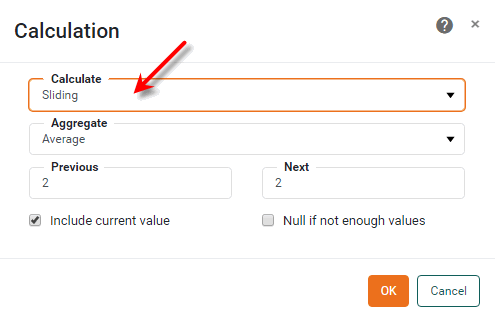 Calculation
? ×
Calculate
Sliding
Aggregate
Average
Previous Next
2 2
Include current value Null if not enough values
OK Cancel